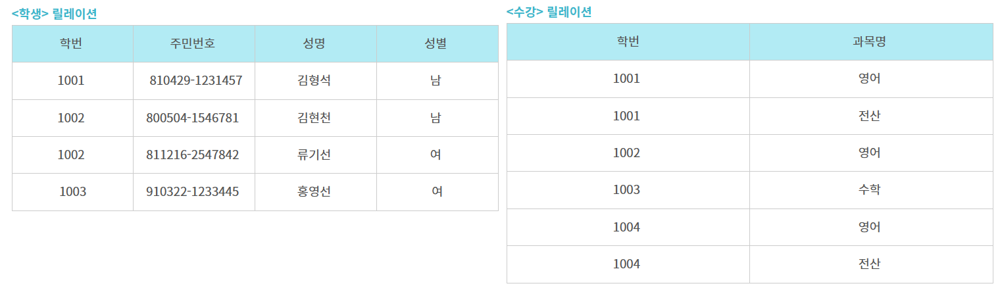 <학생> 릴레이션
학번 주민번호 성명 성별
1001 810429-1231457 김형석 남
1002 800504-1546781 김현천 남
1002 811216-2547842 류기선 여
1003 910322-1233445 홍영선 여
<수강> 릴레이션
학번 과목명
1001 영어
1001 전산
1002 영어
1003 수학
1004 영어
1004 전산